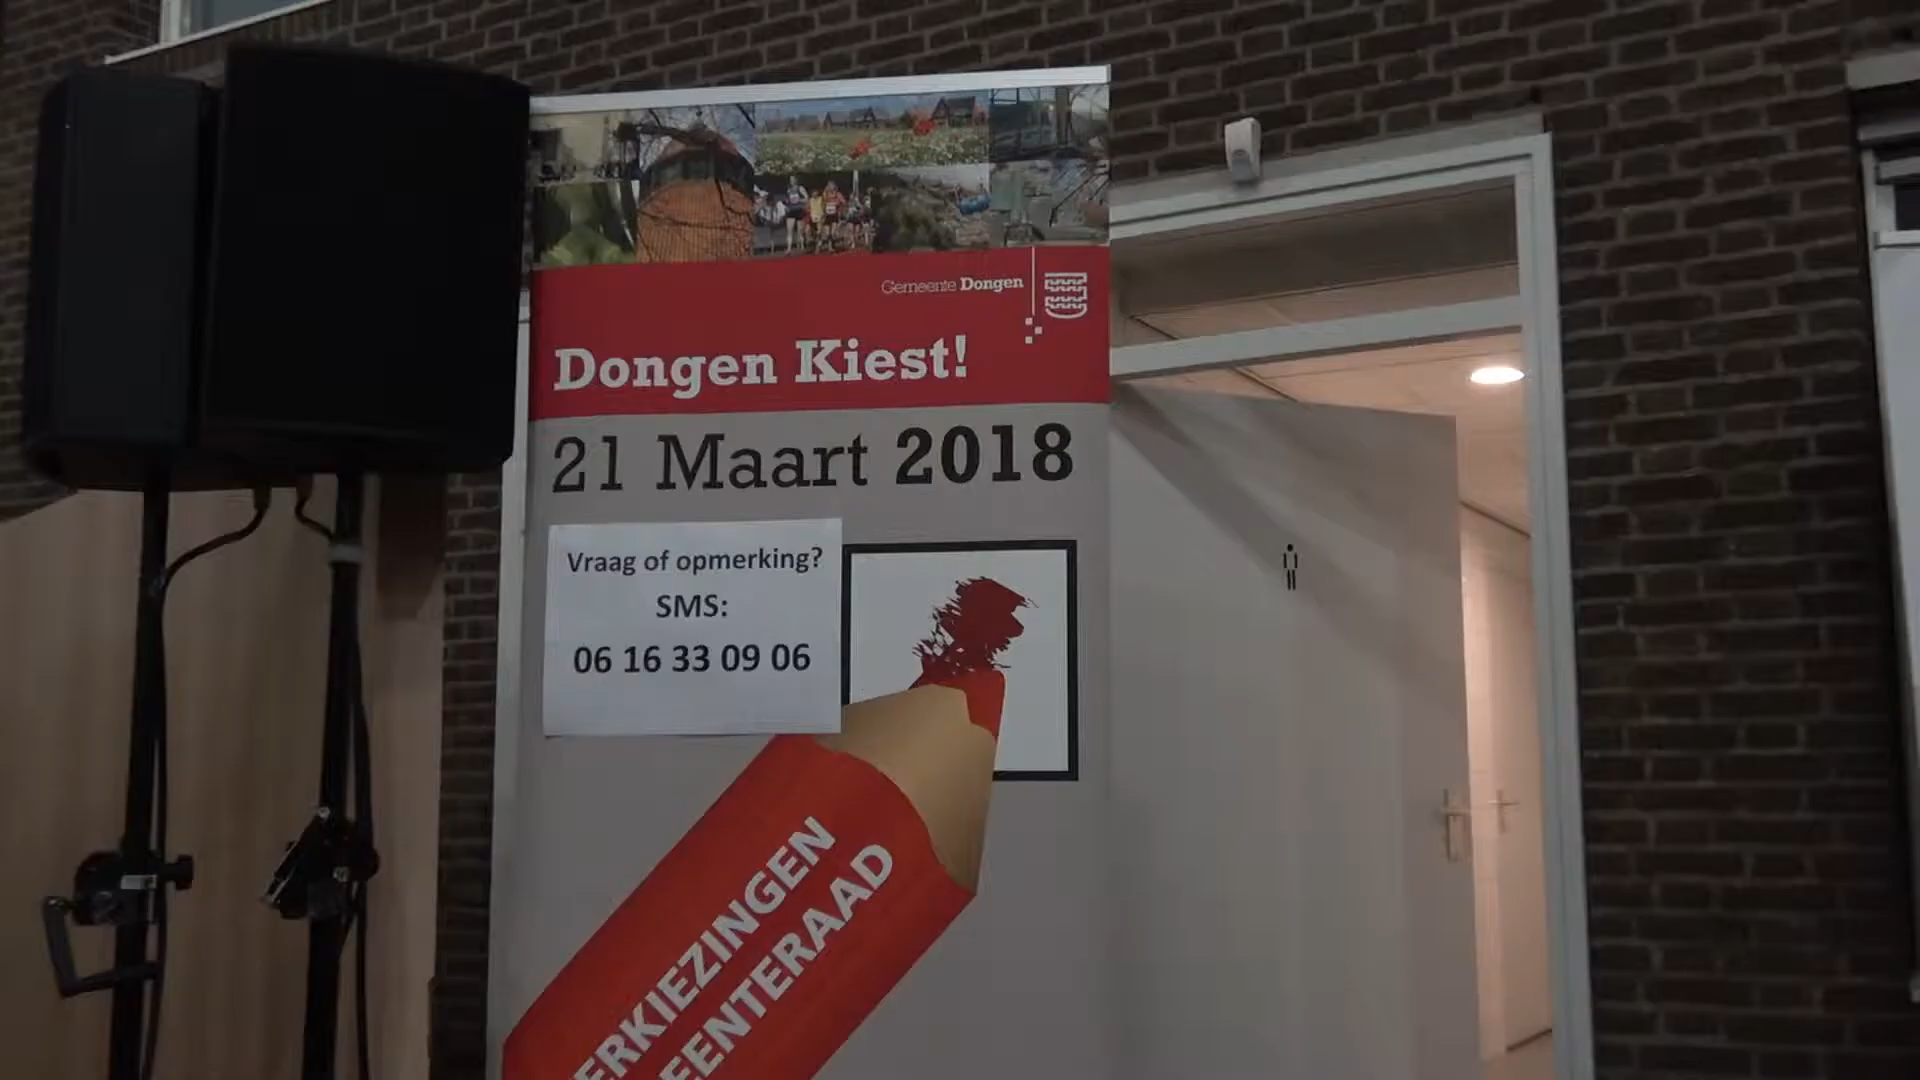 Gemeente Dongen
Dongen Kiest!
21 Maart 2018
Vraag of opmerking?
SMS:
06 16 33 09 06
ERKIEZINGEN
EENTERAAD